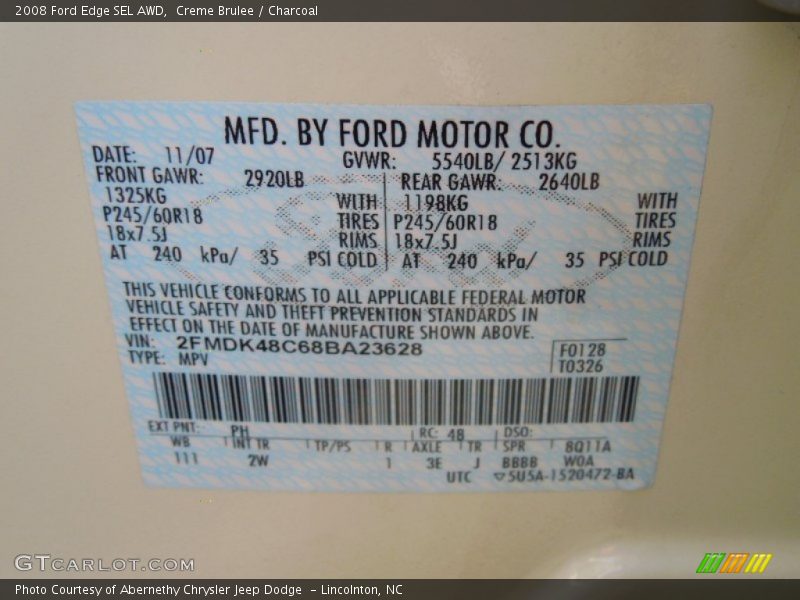 2008 Ford Edge SEL AWD,  Creme Brulee / Charcoal
MFD. BY FORD MOTOR CO.
DATE: 11/07 GVWR: 5540LB/ 2513KG
FRONT GAWR: 2920LB REAR GAWR: 2640LB
1325KG WITH 1198KG WITH
P245/60R18 TIRES P245/60R18 TIRES
18x7.5J RIMS 18x7.5J RIMS
AT 240 kPa/ 35 PSI COLD AT 240 kPa/ 35 PSI COLD
THIS VEHICLE CONFORMS TO ALL APPLICABLE FEDERAL MOTOR
VEHICLE SAFETY AND THEFT PREVENTION STANDARDS IN
EFFECT ON THE DATE OF MANUFACTURE SHOWN ABOVE.
VIN: 2FMDK48C68BA23628 F0128
TYPE: MPV T0326
EXT PNT: PH RC: 48 DSO:
WB INT TR TP/PS R AXLE TR SPR 8Q11A
111 2W 1 3E J BBBB W0A
UTC ▽5U5A-1520472-BA
GTCARLOT.COM
Photo Courtesy of Abernethy Chrysler Jeep Dodge  - Lincolnton, NC